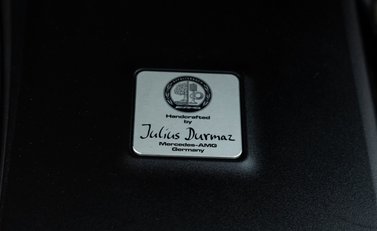 Handcrafted
by
Julius Durmaz
Mercedes-AMG
Germany